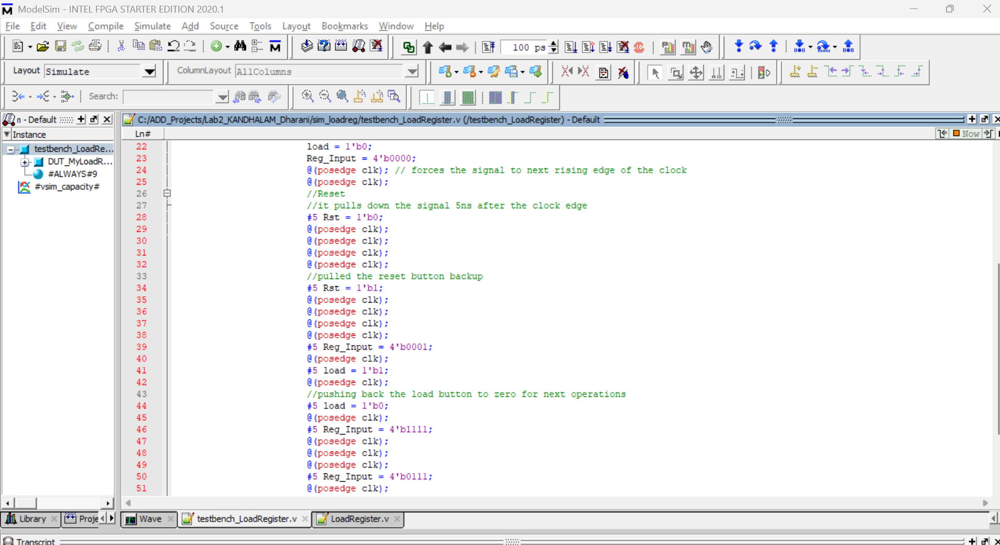 ModelSim - INTEL FPGA STARTER EDITION 2020.1
File Edit View Compile Simulate Add Source Tools Layout Bookmarks Window Help
100 ps
Layout Simulate ColumnLayout AllColumns
Search:
n - Default C:/ADD_Projects/Lab2_KANDHALAM_Dharani/sim_loadreg/testbench_LoadRegister.v (/testbench_LoadRegister) - Default
Instance
testbench_LoadRe...
DUT_MyLoadR...
#ALWAYS#9
#vsim_capacity#
Ln# Now
22 load = 1'b0;
23 Reg_Input = 4'b0000;
24 @(posedge clk); // forces the signal to next rising edge of the clock
25 @(posedge clk);
26 //Reset
27 //it pulls down the signal 5ns after the clock edge
28 #5 Rst = 1'b0;
29 @(posedge clk);
30 @(posedge clk);
31 @(posedge clk);
32 @(posedge clk);
33 //pulled the reset button backup
34 #5 Rst = 1'b1;
35 @(posedge clk);
36 @(posedge clk);
37 @(posedge clk);
38 @(posedge clk);
39 #5 Reg_Input = 4'b0001;
40 @(posedge clk);
41 #5 load = 1'b1;
42 @(posedge clk);
43 //pushing back the load button to zero for next operations
44 #5 load = 1'b0;
45 @(posedge clk);
46 #5 Reg_Input = 4'b1111;
47 @(posedge clk);
48 @(posedge clk);
49 @(posedge clk);
50 #5 Reg_Input = 4'b0111;
51 @(posedge clk);
Library Proje Wave testbench_LoadRegister.v LoadRegister.v
Transcript